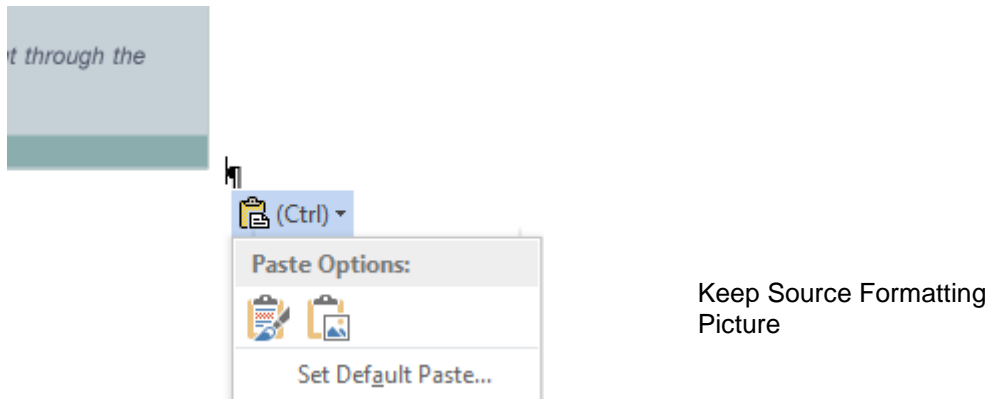 t through the
¶
(Ctrl)
Paste Options:
Keep Source Formatting
Picture
Set Default Paste...